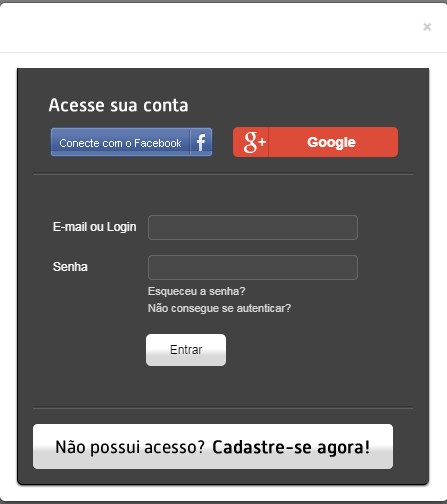 ×
Acesse sua conta
Conecte com o Facebook f
g+ Google
E-mail ou Login
Senha
Esqueceu a senha?
Não consegue se autenticar?
Entrar
Não possui acesso? Cadastre-se agora!